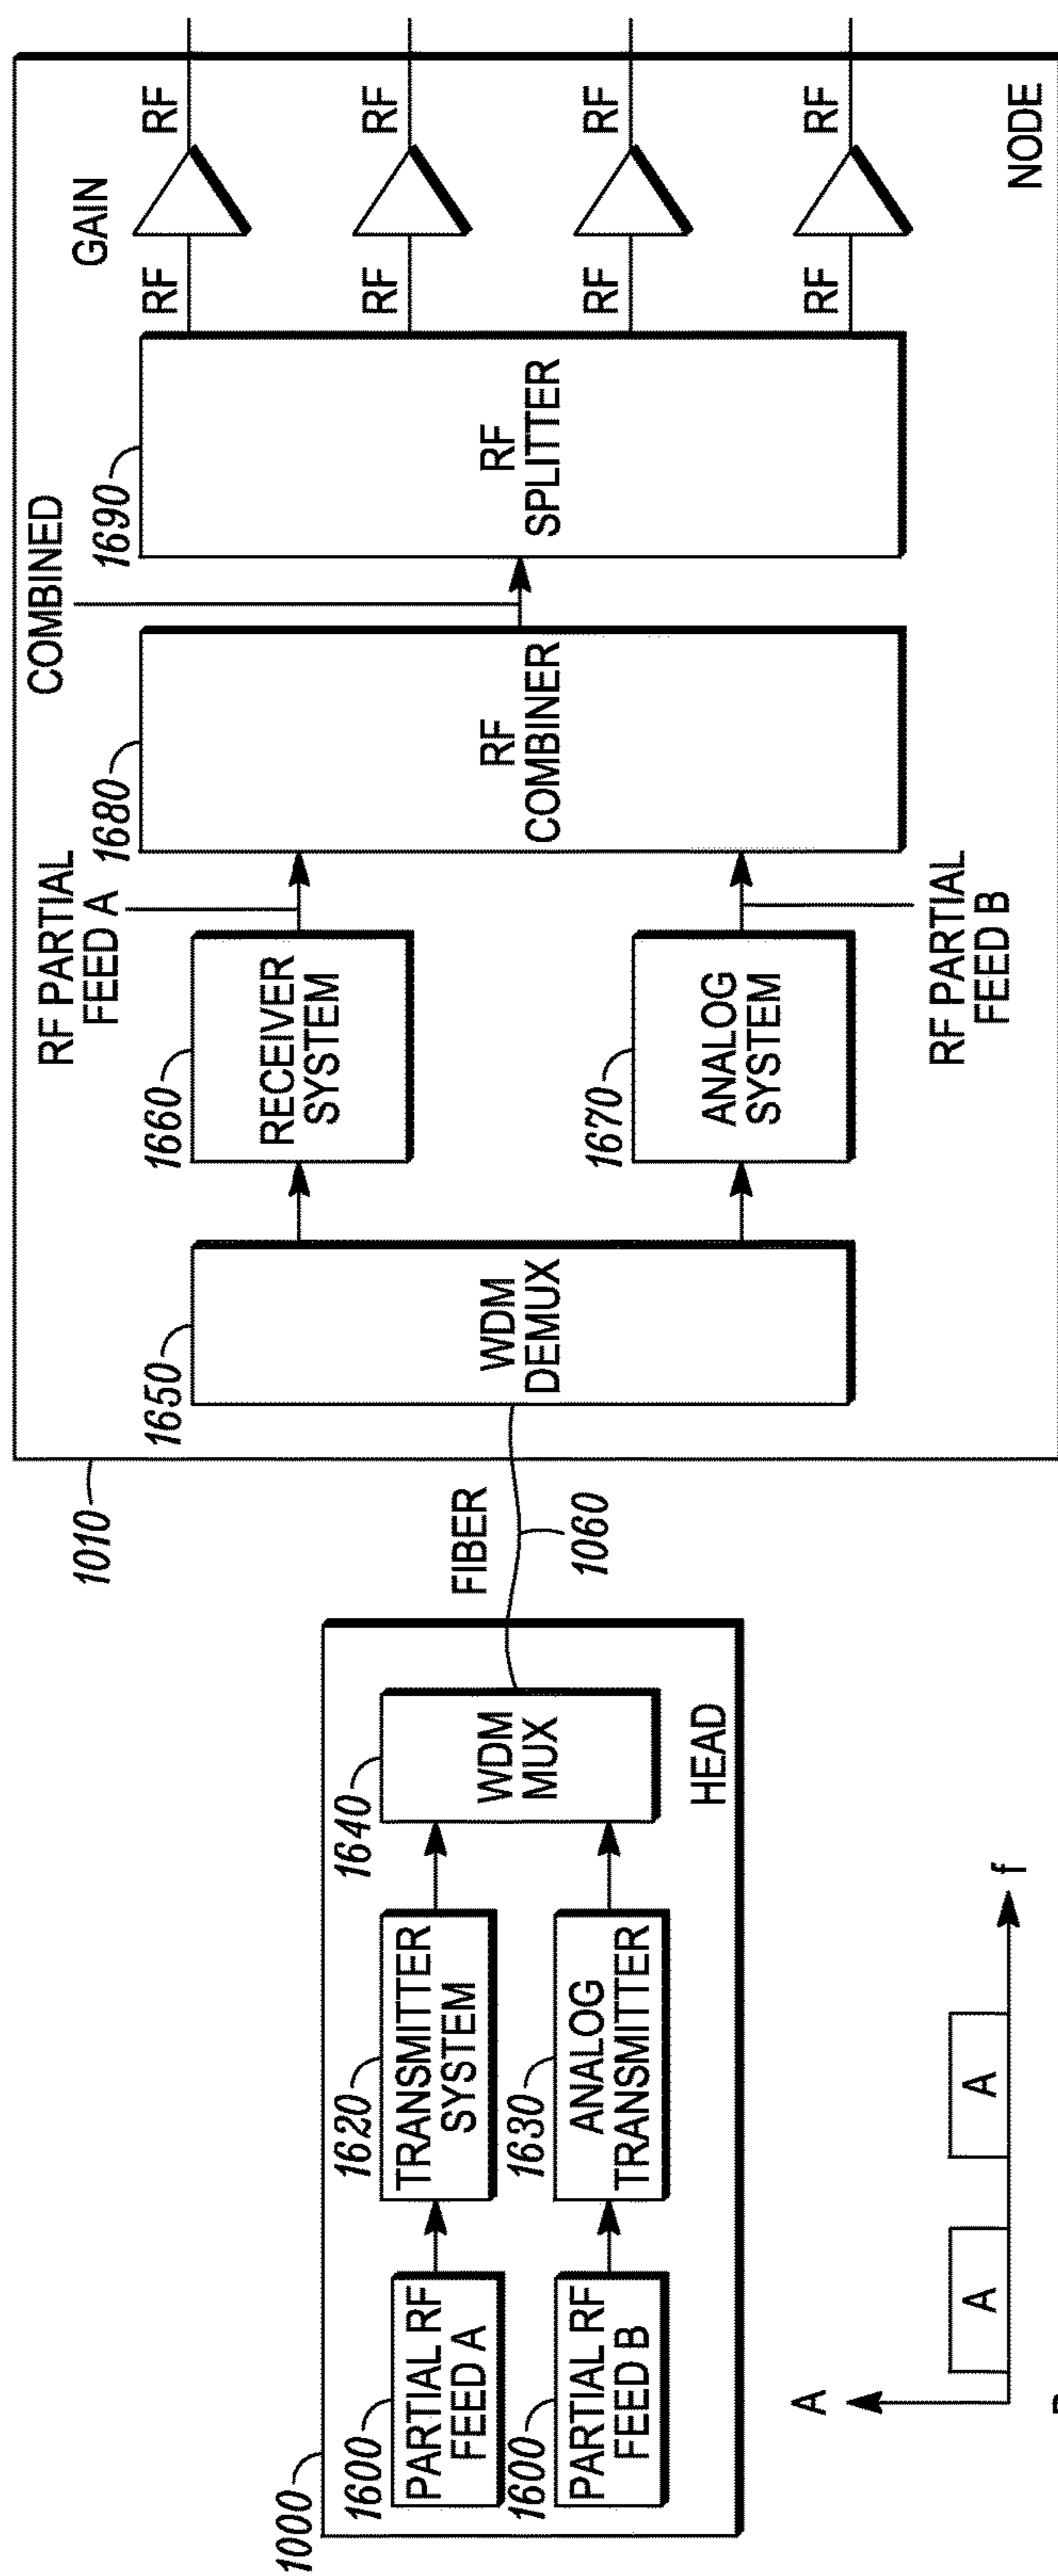 1000
1600
PARTIAL RF
FEED A
1600
PARTIAL RF
FEED B
1620
TRANSMITTER
SYSTEM
1630
ANALOG
TRANSMITTER
1640
WDM
MUX
HEAD
FIBER
1060
1010
1650
WDM
DEMUX
1660
RECEIVER
SYSTEM
1670
ANALOG
SYSTEM
RF PARTIAL
FEED A
RF PARTIAL
FEED B
1680
RF
COMBINER
COMBINED
1690
RF
SPLITTER
GAIN
RF
RF
RF
RF
RF
RF
RF
RF
NODE
A
A
A
f